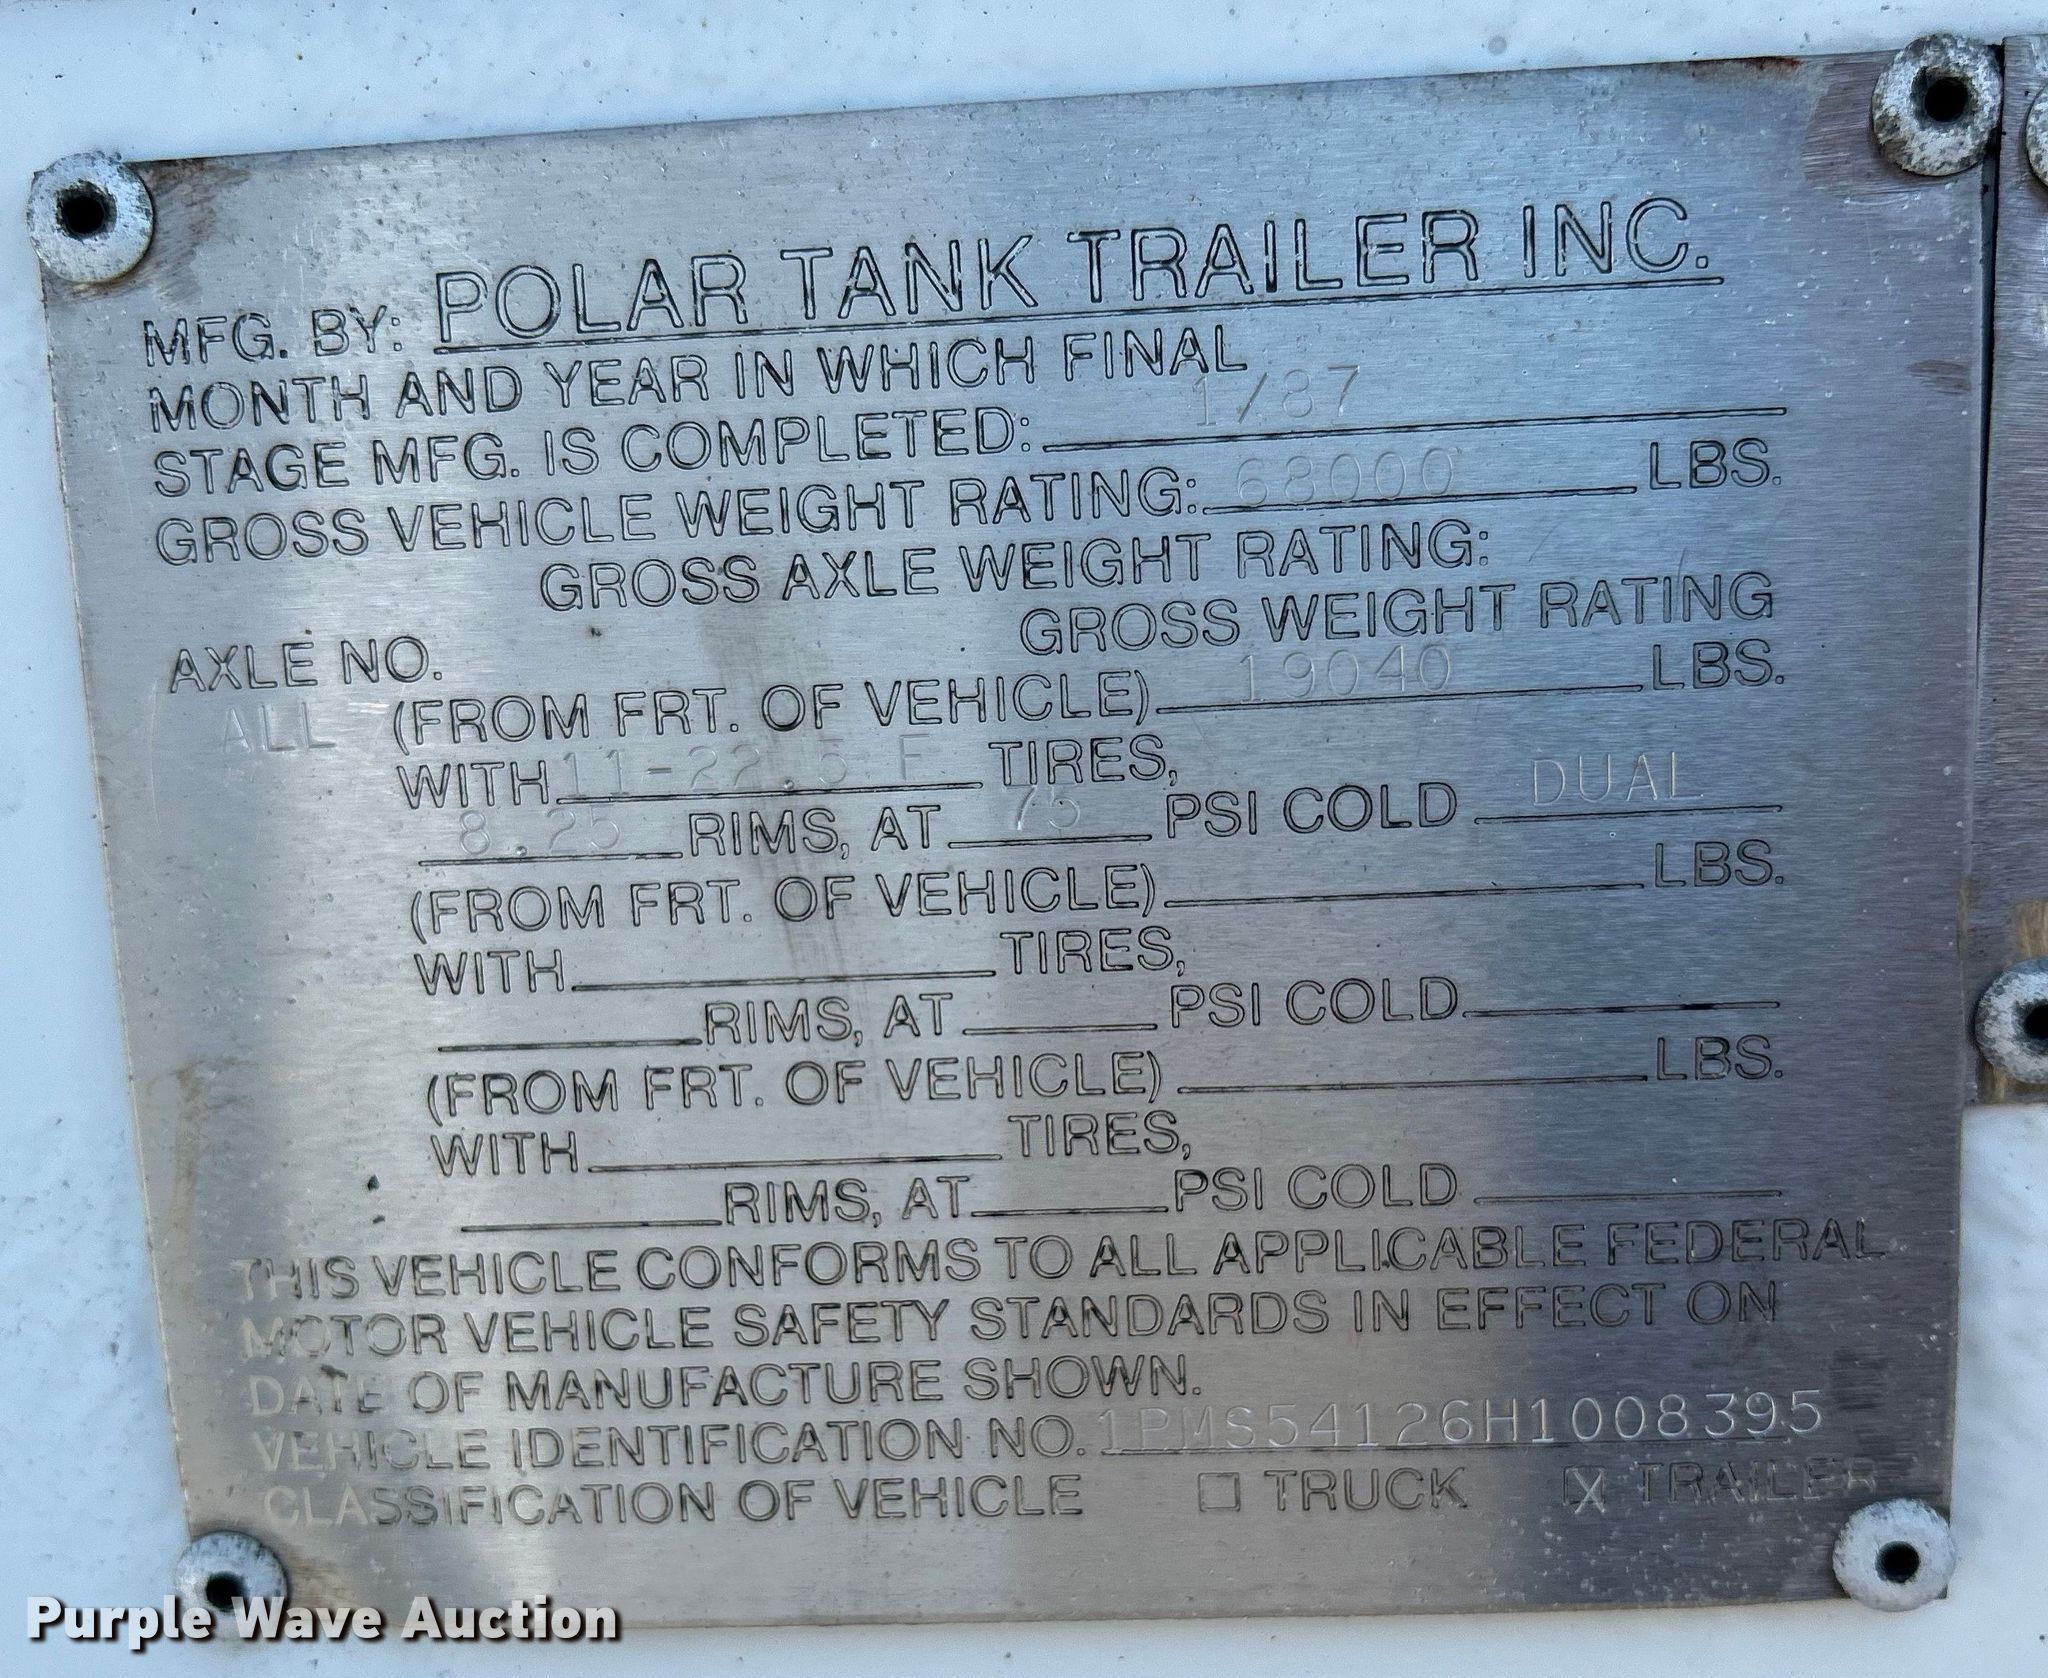 MFG. BY: POLAR TANK TRAILER INC.
MONTH AND YEAR IN WHICH FINAL
STAGE MFG. IS COMPLETED: 1/87
GROSS VEHICLE WEIGHT RATING: 68000 LBS.
GROSS AXLE WEIGHT RATING:
GROSS WEIGHT RATING
AXLE NO.
ALL (FROM FRT. OF VEHICLE) 19040 LBS.
WITH 11-22.5 F TIRES,
8.25 RIMS, AT 75 PSI COLD DUAL
(FROM FRT. OF VEHICLE) LBS.
WITH TIRES,
RIMS, AT PSI COLD
(FROM FRT. OF VEHICLE) LBS.
WITH TIRES,
RIMS, AT PSI COLD
THIS VEHICLE CONFORMS TO ALL APPLICABLE FEDERAL
MOTOR VEHICLE SAFETY STANDARDS IN EFFECT ON
DATE OF MANUFACTURE SHOWN.
VEHICLE IDENTIFICATION NO. 1PMS54126H1008395
CLASSIFICATION OF VEHICLE ☐ TRUCK ☒ TRAILER
Purple Wave Auction